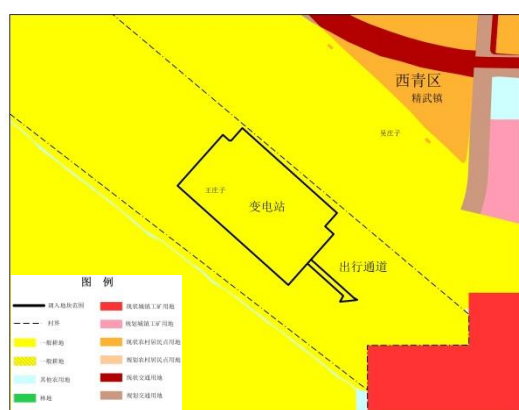 西青区
精武镇
吴庄子
王庄子
变电站
出行通道
图 例
调入地块范围
村界
一般耕地
一般耕地
其他农用地
林地
现状城镇工矿用地
规划城镇工矿用地
现状农村居民点用地
规划农村居民点用地
现状交通用地
规划交通用地